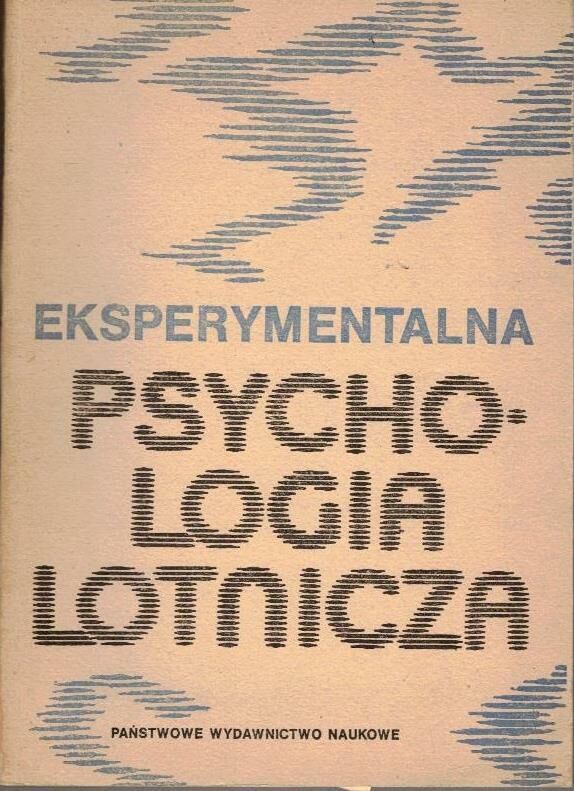 EKSPERYMENTALNA
PSYCHO-
LOGIA
LOTNICZA
PAŃSTWOWE WYDAWNICTWO NAUKOWE